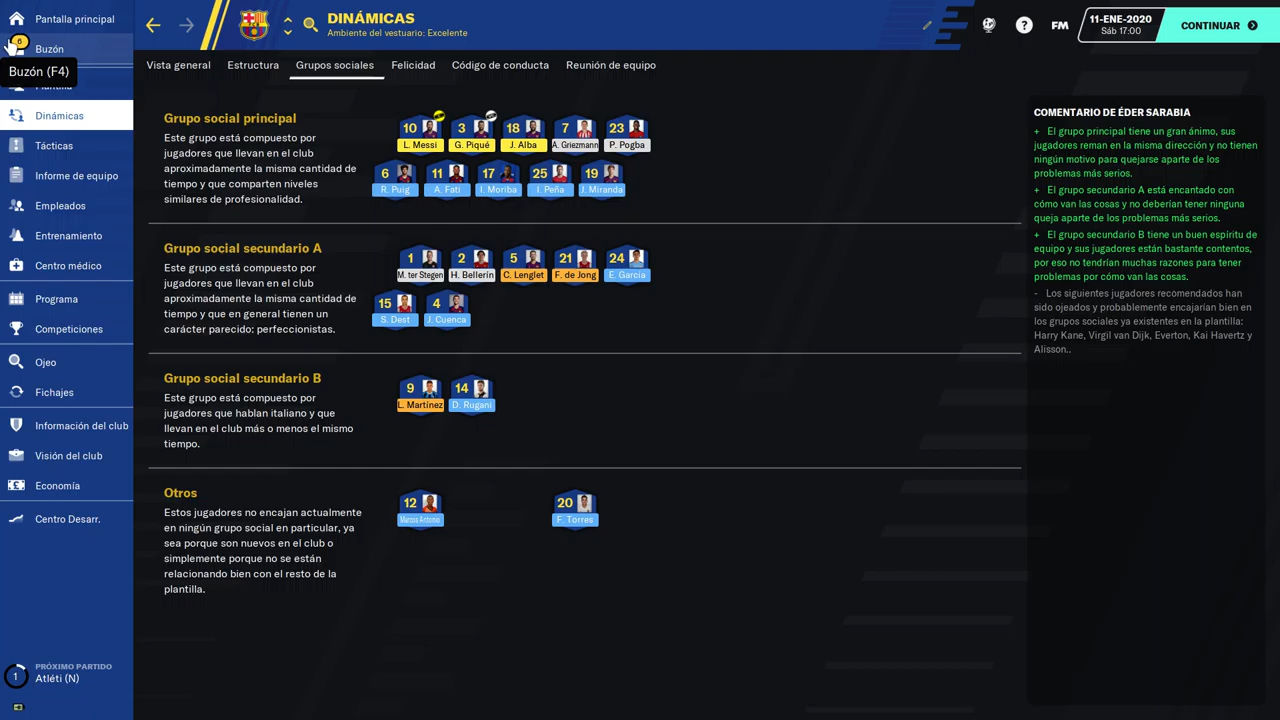 Pantalla principal
6
Buzón
Buzón (F4)
Plantilla
Dinámicas
Tácticas
Informe de equipo
Empleados
Entrenamiento
Centro médico
Programa
Competiciones
Ojeo
Fichajes
Información del club
Visión del club
Economía
Centro Desarr.
PRÓXIMO PARTIDO
1
Atléti (N)
DINÁMICAS
Ambiente del vestuario: Excelente
FM
11-ENE-2020
Sáb 17:00
CONTINUAR
Vista general
Estructura
Grupos sociales
Felicidad
Código de conducta
Reunión de equipo
Grupo social principal
Este grupo está compuesto por
jugadores que llevan en el club
aproximadamente la misma cantidad de
tiempo y que comparten niveles
similares de profesionalidad.
10 3 18 7 23
L. Messi G. Piqué J. Alba A. Griezmann P. Pogba
6 11 17 25 19
R. Puig A. Fati I. Moriba I. Peña J. Miranda
Grupo social secundario A
Este grupo está compuesto por
jugadores que llevan en el club
aproximadamente la misma cantidad de
tiempo y que en general tienen un
carácter parecido: perfeccionistas.
1 2 5 21 24
M. ter Stegen H. Bellerín C. Lenglet F. de Jong E. García
15 4
S. Dest J. Cuenca
Grupo social secundario B
Este grupo está compuesto por
jugadores que hablan italiano y que
llevan en el club más o menos el mismo
tiempo.
9 14
L. Martínez D. Rugani
Otros
Estos jugadores no encajan actualmente
en ningún grupo social en particular, ya
sea porque son nuevos en el club o
simplemente porque no se están
relacionando bien con el resto de la
plantilla.
12 20
Marcos Antonio F. Torres
COMENTARIO DE ÉDER SARABIA
+ El grupo principal tiene un gran ánimo, sus
jugadores reman en la misma dirección y no tienen
ningún motivo para quejarse aparte de los
problemas más serios.
+ El grupo secundario A está encantado con
cómo van las cosas y no deberían tener ninguna
queja aparte de los problemas más serios.
+ El grupo secundario B tiene un buen espíritu de
equipo y sus jugadores están bastante contentos,
por eso no tendrían muchas razones para tener
problemas por cómo van las cosas.
- Los siguientes jugadores recomendados han
sido ojeados y probablemente encajarían bien en
los grupos sociales ya existentes en la plantilla:
Harry Kane, Virgil van Dijk, Everton, Kai Havertz y
Alisson..